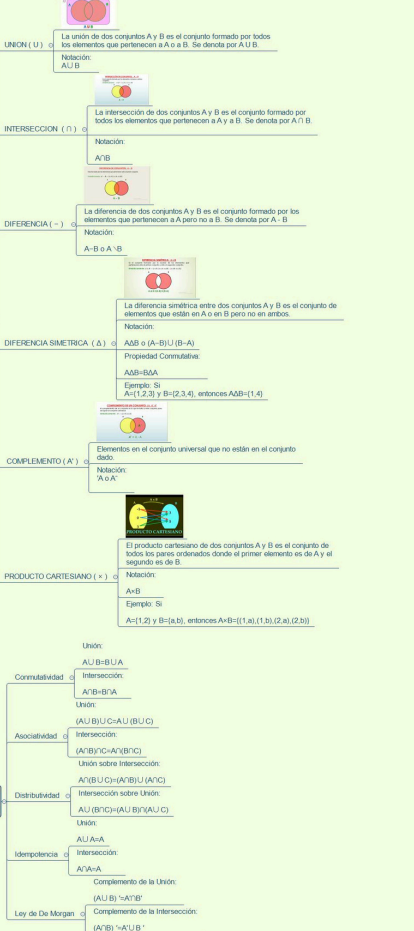 A U B
UNION ( U )
La unión de dos conjuntos A y B es el conjunto formado por todos
los elementos que pertenecen a A o a B. Se denota por A U B.
Notación:
A∪B
INTERSECCION ( ∩ )
La intersección de dos conjuntos A y B es el conjunto formado por
todos los elementos que pertenecen a A y a B. Se denota por A ∩ B.
Notación:
A∩B
DIFERENCIA ( − )
La diferencia de dos conjuntos A y B es el conjunto formado por los
elementos que pertenecen a A pero no a B. Se denota por A - B
Notación:
A−B o A∖B
DIFERENCIA SIMETRICA ( Δ )
La diferencia simétrica entre dos conjuntos A y B es el conjunto de
elementos que están en A o en B pero no en ambos.
Notación:
AΔB o (A−B)∪(B−A)
Propiedad Conmutativa:
AΔB=BΔA
Ejemplo: Si
A={1,2,3} y B={2,3,4}, entonces AΔB={1,4}
COMPLEMENTO ( A' )
Elementos en el conjunto universal que no están en el conjunto
dado.
Notación:
'A o A'
PRODUCTO CARTESIANO
PRODUCTO CARTESIANO ( × )
El producto cartesiano de dos conjuntos A y B es el conjunto de
todos los pares ordenados donde el primer elemento es de A y el
segundo es de B.
Notación:
A×B
Ejemplo: Si
A={1,2} y B={a,b}, entonces A×B={(1,a),(1,b),(2,a),(2,b)}
Conmutatividad
Unión:
A∪B=B∪A
Intersección:
A∩B=B∩A
Asociatividad
Unión:
(A∪B)∪C=A∪(B∪C)
Intersección:
(A∩B)∩C=A∩(B∩C)
Distributividad
Unión sobre Intersección:
A∩(B∪C)=(A∩B)∪(A∩C)
Intersección sobre Unión:
A∪(B∩C)=(A∪B)∩(A∪C)
Idempotencia
Unión:
A∪A=A
Intersección:
A∩A=A
Ley de De Morgan
Complemento de la Unión:
(A∪B) '=A'∩B'
Complemento de la Intersección:
(A∩B) '=A'∪B '